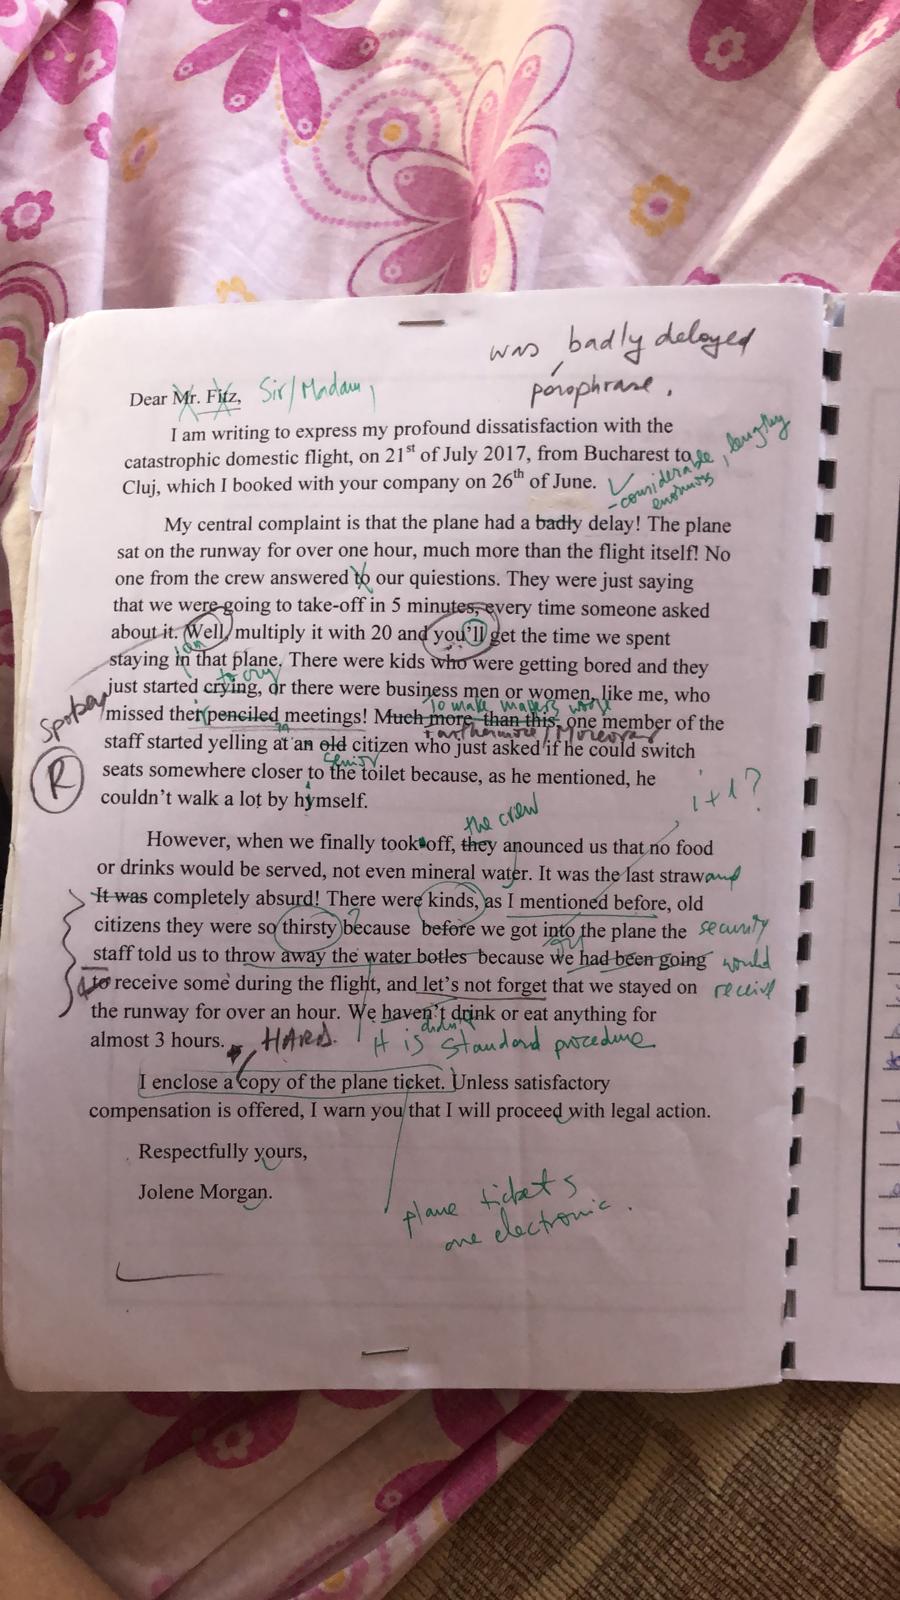 was badly delayed
paraphrase.
Dear Mr. Fitz, Sir/Madam,
I am writing to express my profound dissatisfaction with the
catastrophic domestic flight, on 21st of July 2017, from Bucharest to
Cluj, which I booked with your company on 26th of June.
considerable, lengthy
enormous
My central complaint is that the plane had a badly delay! The plane
sat on the runway for over one hour, much more than the flight itself! No
one from the crew answered to our quiestions. They were just saying
that we were going to take-off in 5 minutes, every time someone asked
about it. Well, multiply it with 20 and you'll get the time we spent
staying in that plane. There were kids who were getting bored and they
on
to cry
just started crying, or there were business men or women, like me, who
Spoken
To make matters worse
missed their penciled meetings! Much more than this, one member of the
Furthermore/Moreover
staff started yelling at an old citizen who just asked if he could switch
senior
R
seats somewhere closer to the toilet because, as he mentioned, he
couldn't walk a lot by hymself.
i
i+1?
the crew
However, when we finally took off, they anounced us that no food
or drinks would be served, not even mineral water. It was the last straw and
It was completely absurd! There were kinds, as I mentioned before, old
citizens they were so thirsty because before we got into the plane the security
staff told us to throw away the water botles because we had been going would
to receive some during the flight, and let's not forget that we stayed on receive
the runway for over an hour. We haven't drink or eat anything for
didn't
almost 3 hours. HARD. It is standard procedure
I enclose a copy of the plane ticket. Unless satisfactory
compensation is offered, I warn you that I will proceed with legal action.
Respectfully yours,
Jolene Morgan.
plane tickets
are electronic.